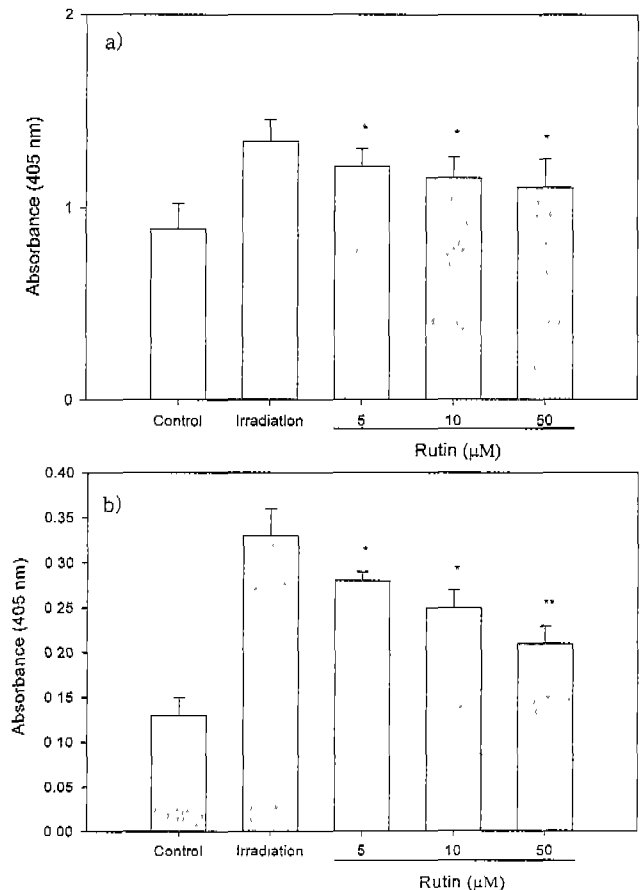 a)
2
1
0
Absorbance (405 nm)
*
*
*
Control
Irradiation
5
10
50
Rutin (μM)
b)
0.40
0.35
0.30
0.25
0.20
0.15
0.10
0.05
0.00
Absorbance (405 nm)
*
*
**
Control
Irradiation
5
10
50
Rutin (μM)